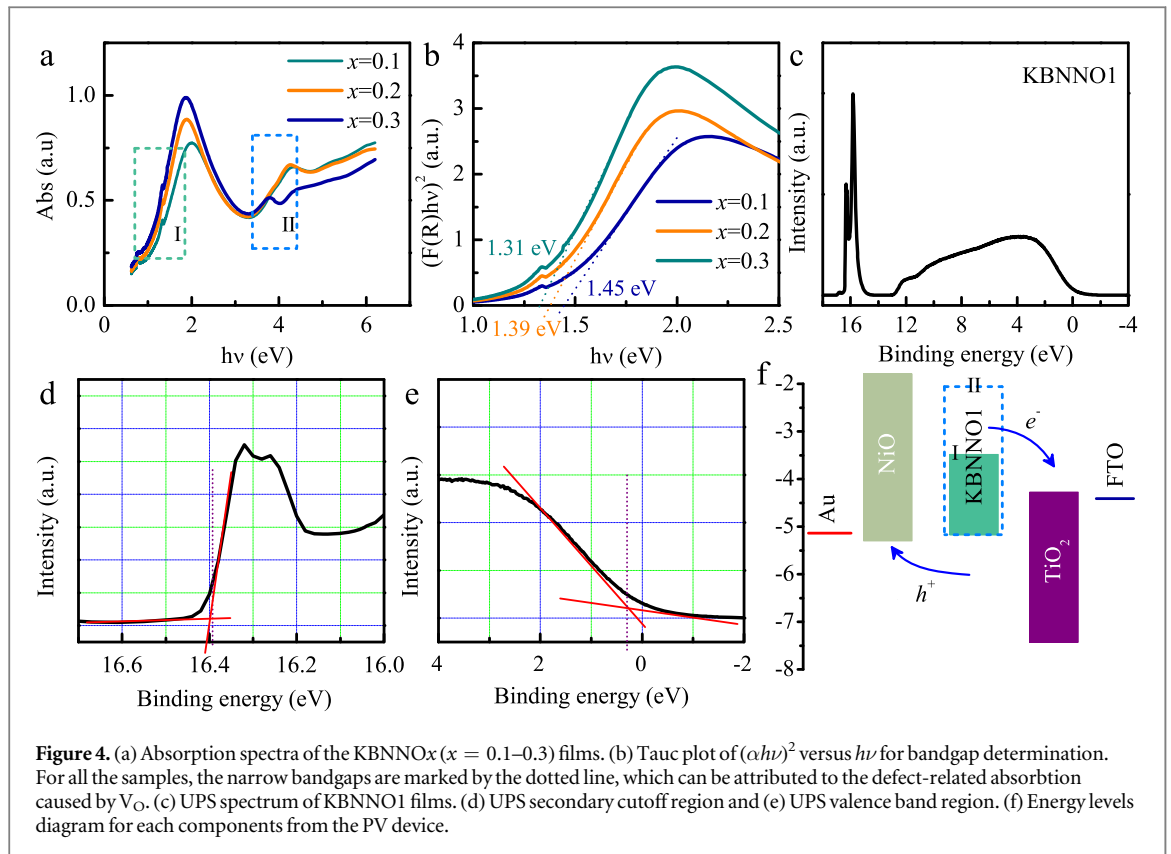 a
x=0.1
x=0.2
x=0.3
I
II
1.0
0.5
0.0
Abs (a.u)
0 2 4 6
hν (eV)
b
4
3
2
1
0
(F(R)hν)² (a.u.)
1.31 eV
1.45 eV
1.39 eV
x=0.1
x=0.2
x=0.3
1.0 1.5 2.0 2.5
hν (eV)
c
KBNNO1
Intensity (a.u.)
16 12 8 4 0 -4
Binding energy (eV)
d
Intensity (a.u.)
16.6 16.4 16.2 16.0
Binding energy (eV)
e
Intensity (a.u.)
4 2 0 -2
Binding energy (eV)
f
-2
-3
-4
-5
-6
-7
-8
Au
NiO
II
I
KBNNO1
e⁻
h⁺
TiO₂
FTO
Figure 4. (a) Absorption spectra of the KBNNOx (x = 0.1–0.3) films. (b) Tauc plot of (αhν)² versus hν for bandgap determination.
For all the samples, the narrow bandgaps are marked by the dotted line, which can be attributed to the defect-related absorbtion
caused by V_O. (c) UPS spectrum of KBNNO1 films. (d) UPS secondary cutoff region and (e) UPS valence band region. (f) Energy levels
diagram for each components from the PV device.